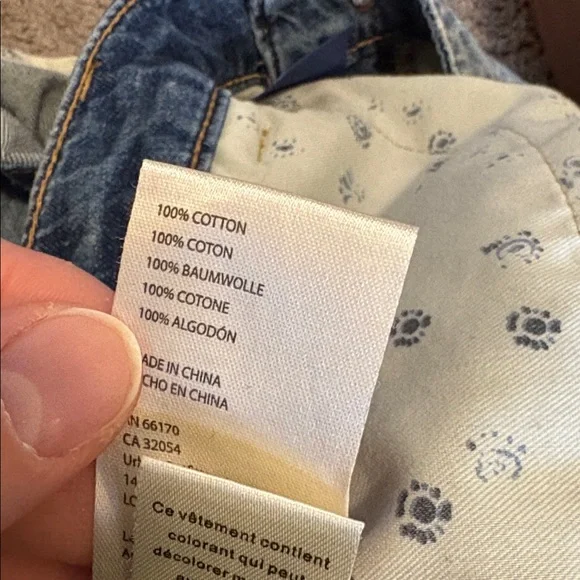 100% COTTON
100% COTON
100% BAUMWOLLE
100% COTONE
100% ALGODÓN
ADE IN CHINA
CHO EN CHINA
N 66170
CA 32054
Ce vêtement contient
colorant qui peut
décolorer